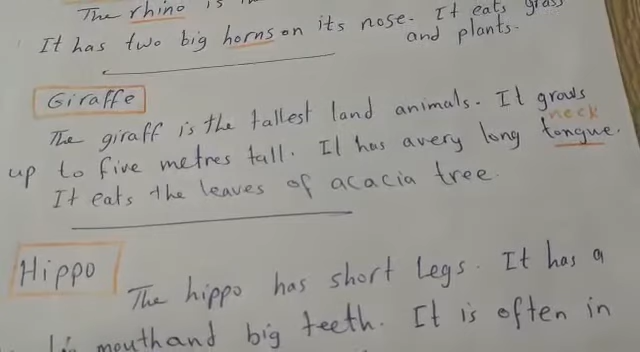 The rhino is
It has two big horns on its nose. It eats grass
and plants.
Giraffe
The giraff is the tallest land animals. It grows
neck
up to five metres tall. It has avery long tongue.
It eats the leaves of acacia tree.
Hippo
The hippo has short legs. It has a
mouthand big teeth. It is often in